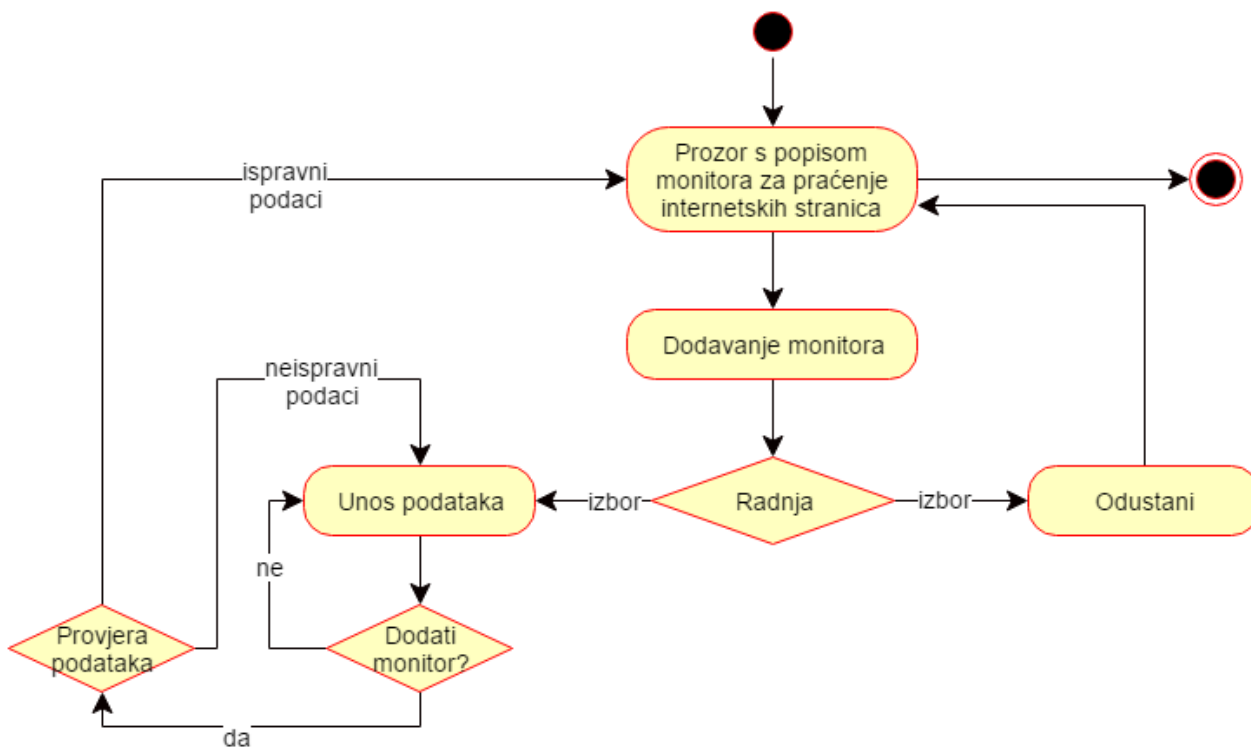 Prozor s popisom
monitora za praćenje
internetskih stranica
ispravni
podaci
Dodavanje monitora
neispravni
podaci
Unos podataka
izbor
Radnja
izbor
Odustani
ne
Provjera
podataka
Dodati
monitor?
da